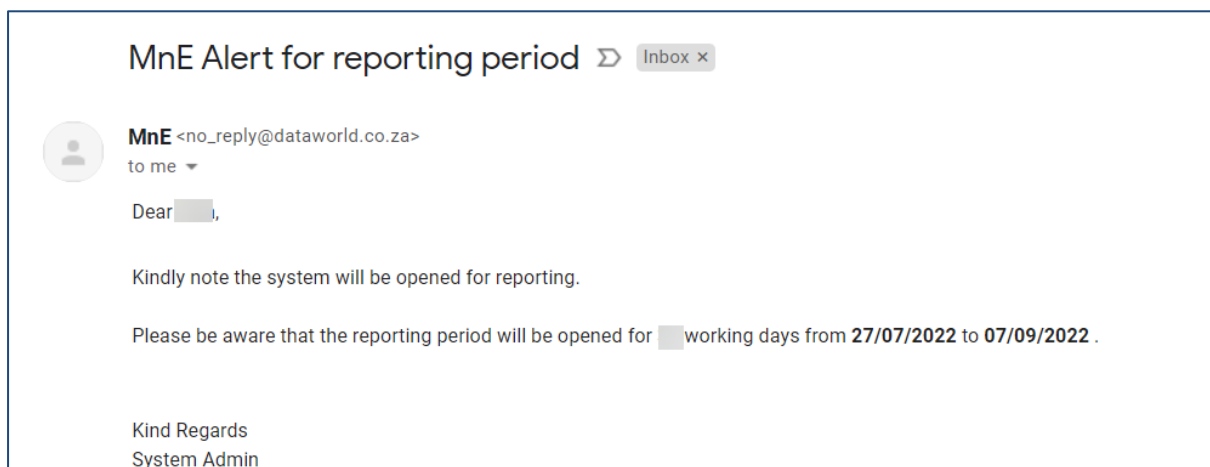 MnE Alert for reporting period Inbox ×
MnE <no_reply@dataworld.co.za>
to me
Dear ,
Kindly note the system will be opened for reporting.
Please be aware that the reporting period will be opened for working days from 27/07/2022 to 07/09/2022 .
Kind Regards
System Admin